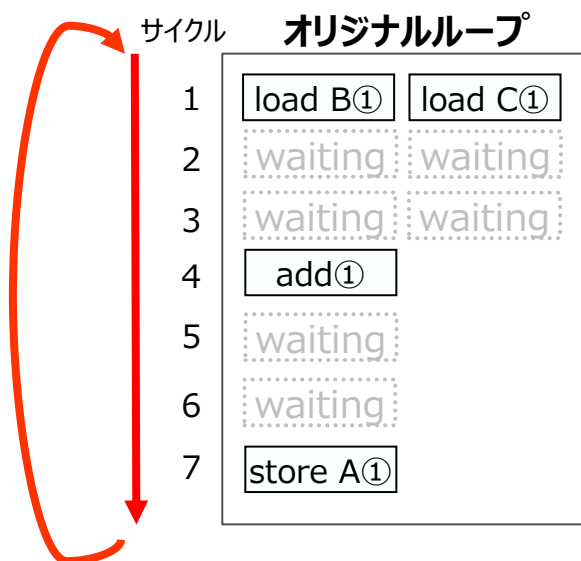 サイクル オリジナルループ
1 load B① load C①
2 waiting waiting
3 waiting waiting
4 add①
5 waiting
6 waiting
7 store A①